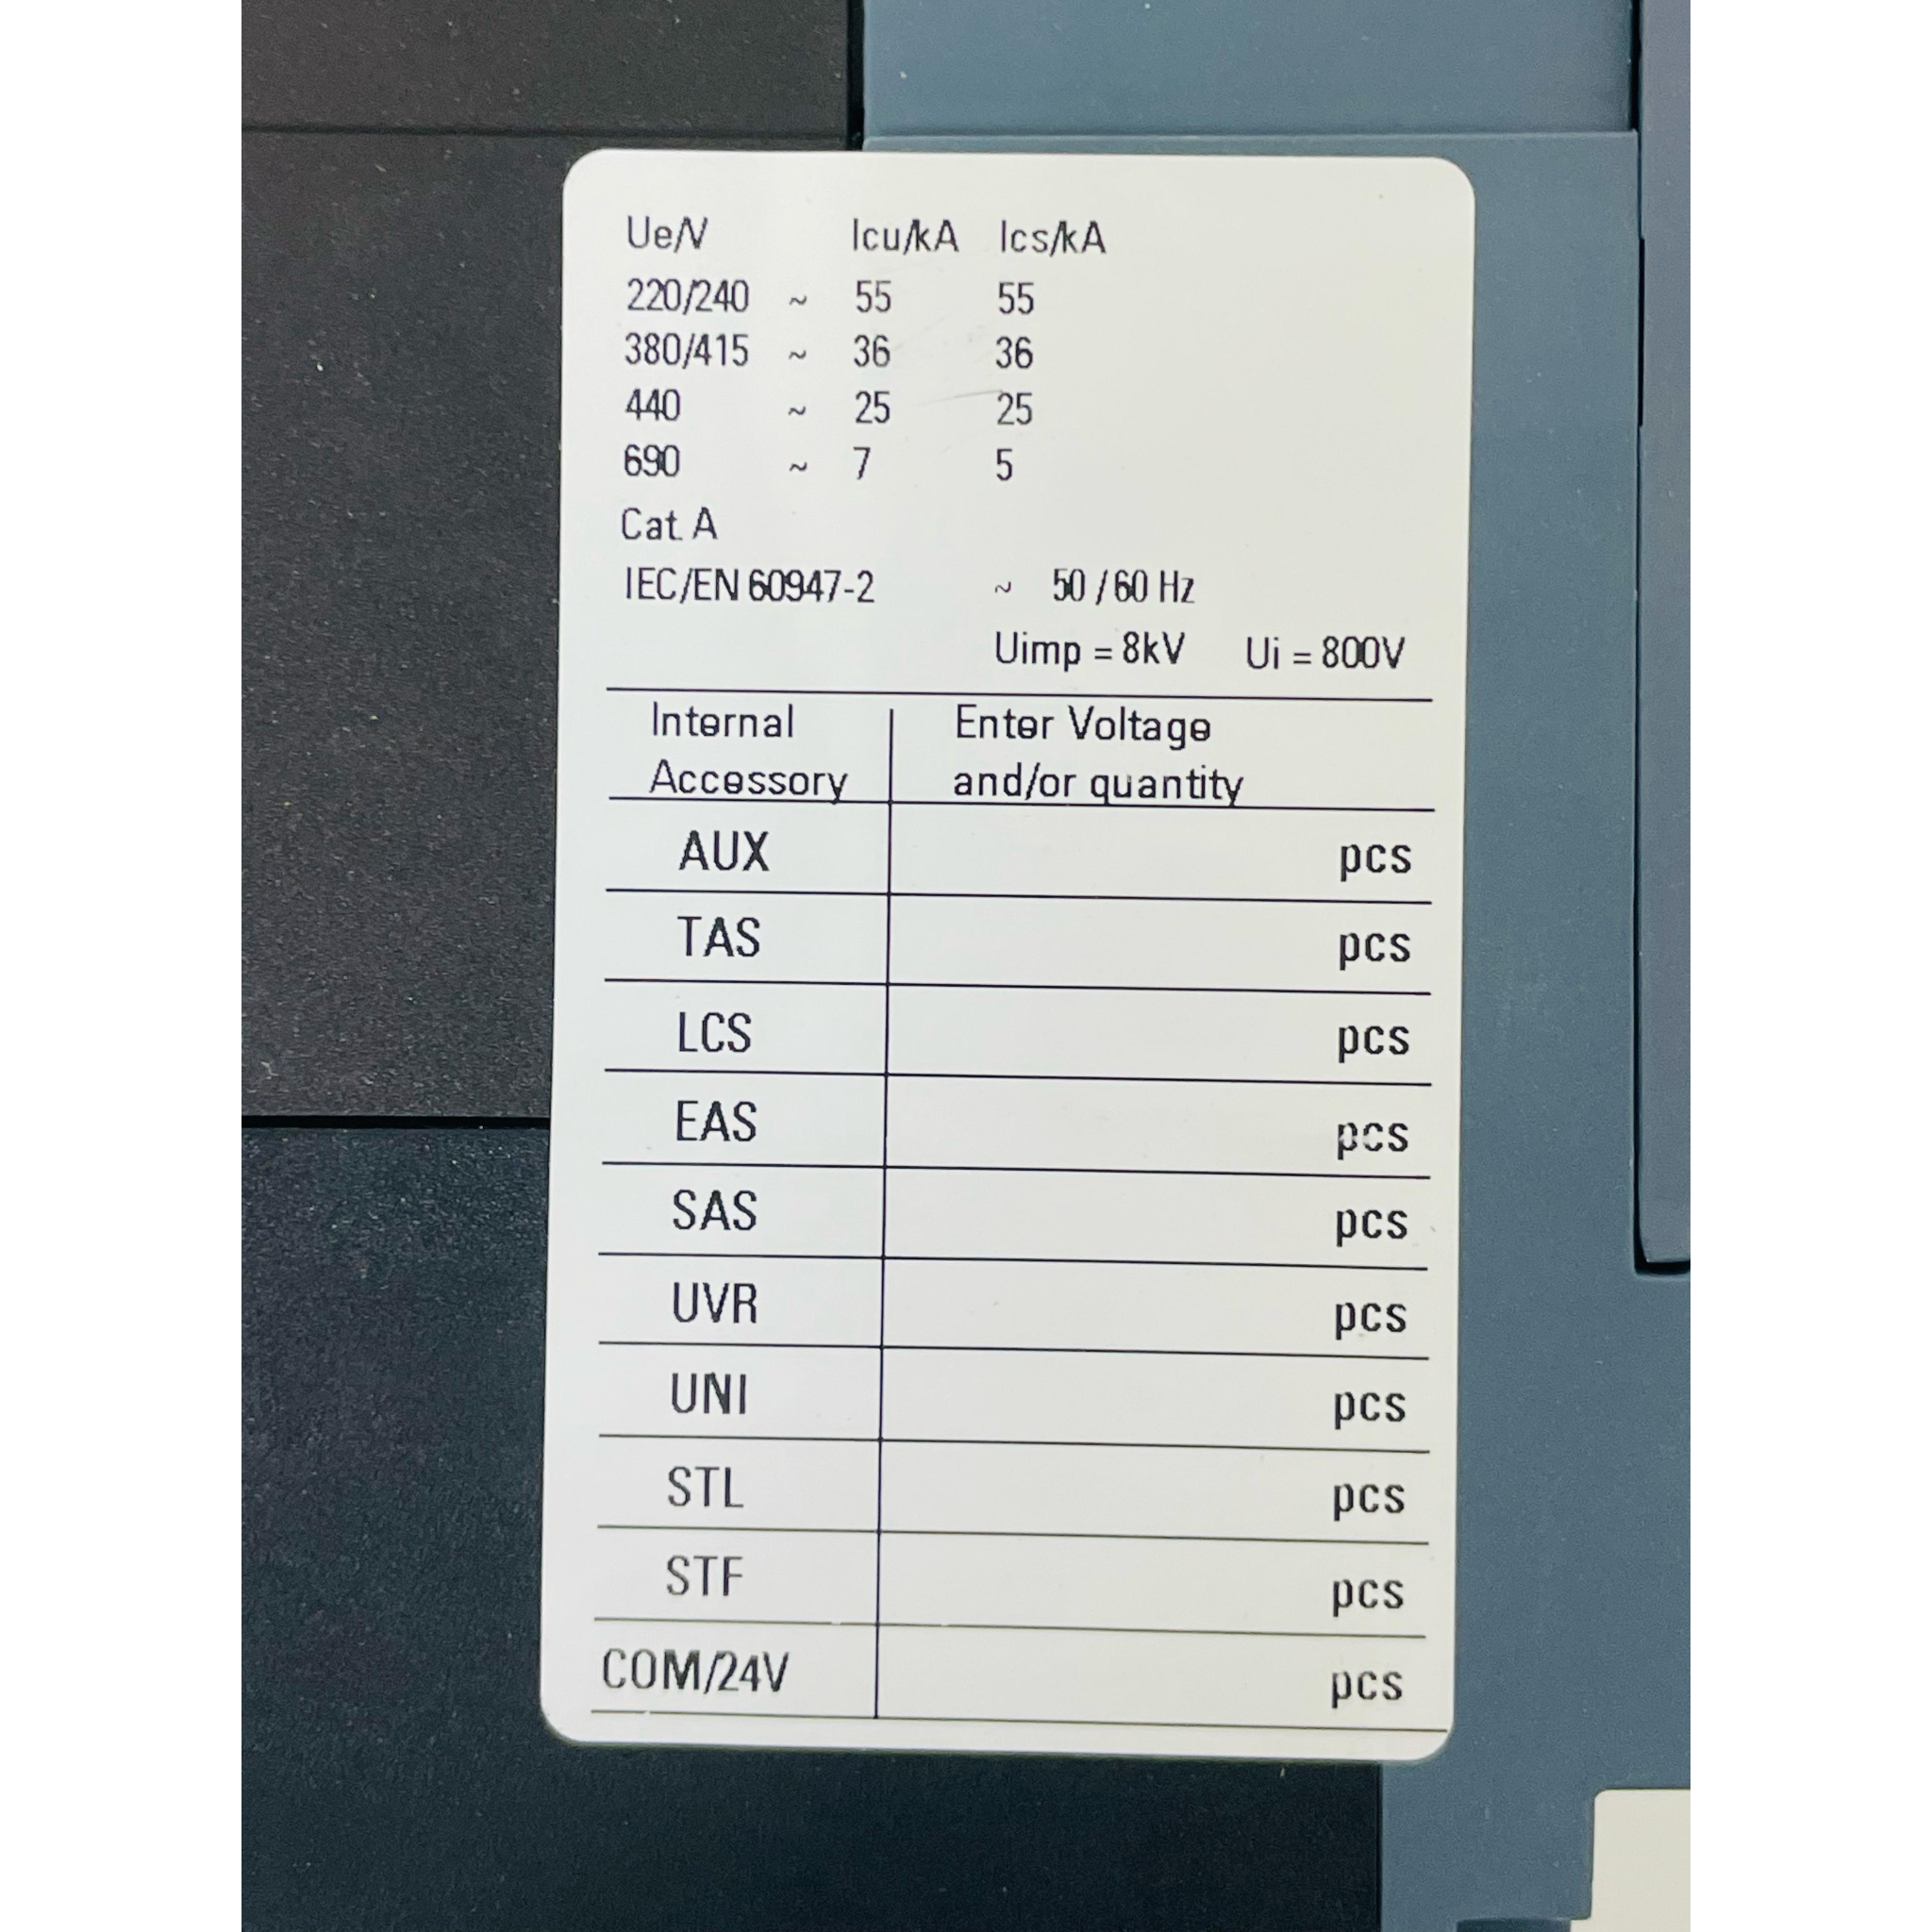 Ue/V Icu/kA Ics/kA
220/240 ~ 55 55
380/415 ~ 36 36
440 ~ 25 25
690 ~ 7 5
Cat. A
IEC/EN 60947-2 ~ 50 / 60 Hz
Uimp = 8kV Ui = 800V
Internal Accessory
Enter Voltage and/or quantity
AUX pcs
TAS pcs
LCS pcs
EAS pcs
SAS pcs
UVR pcs
UNI pcs
STL pcs
STF pcs
COM/24V pcs